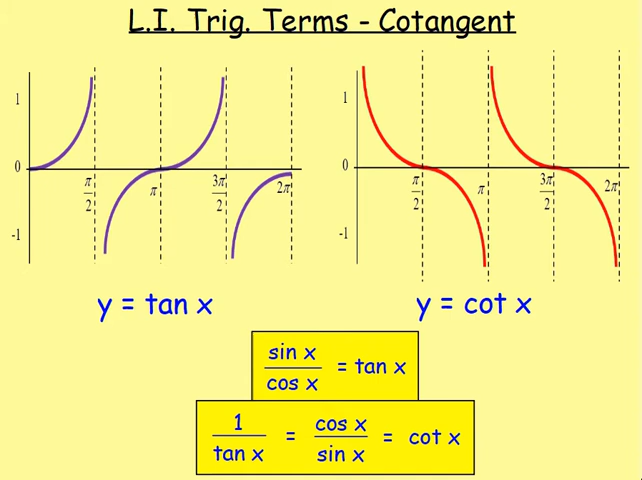 L.I. Trig. Terms - Cotangent
1
0
-1
π/2
π
3π/2
2π
y = tan x
1
0
-1
π/2
π
3π/2
2π
y = cot x
sin x/cos x = tan x
1/tan x = cos x/sin x = cot x